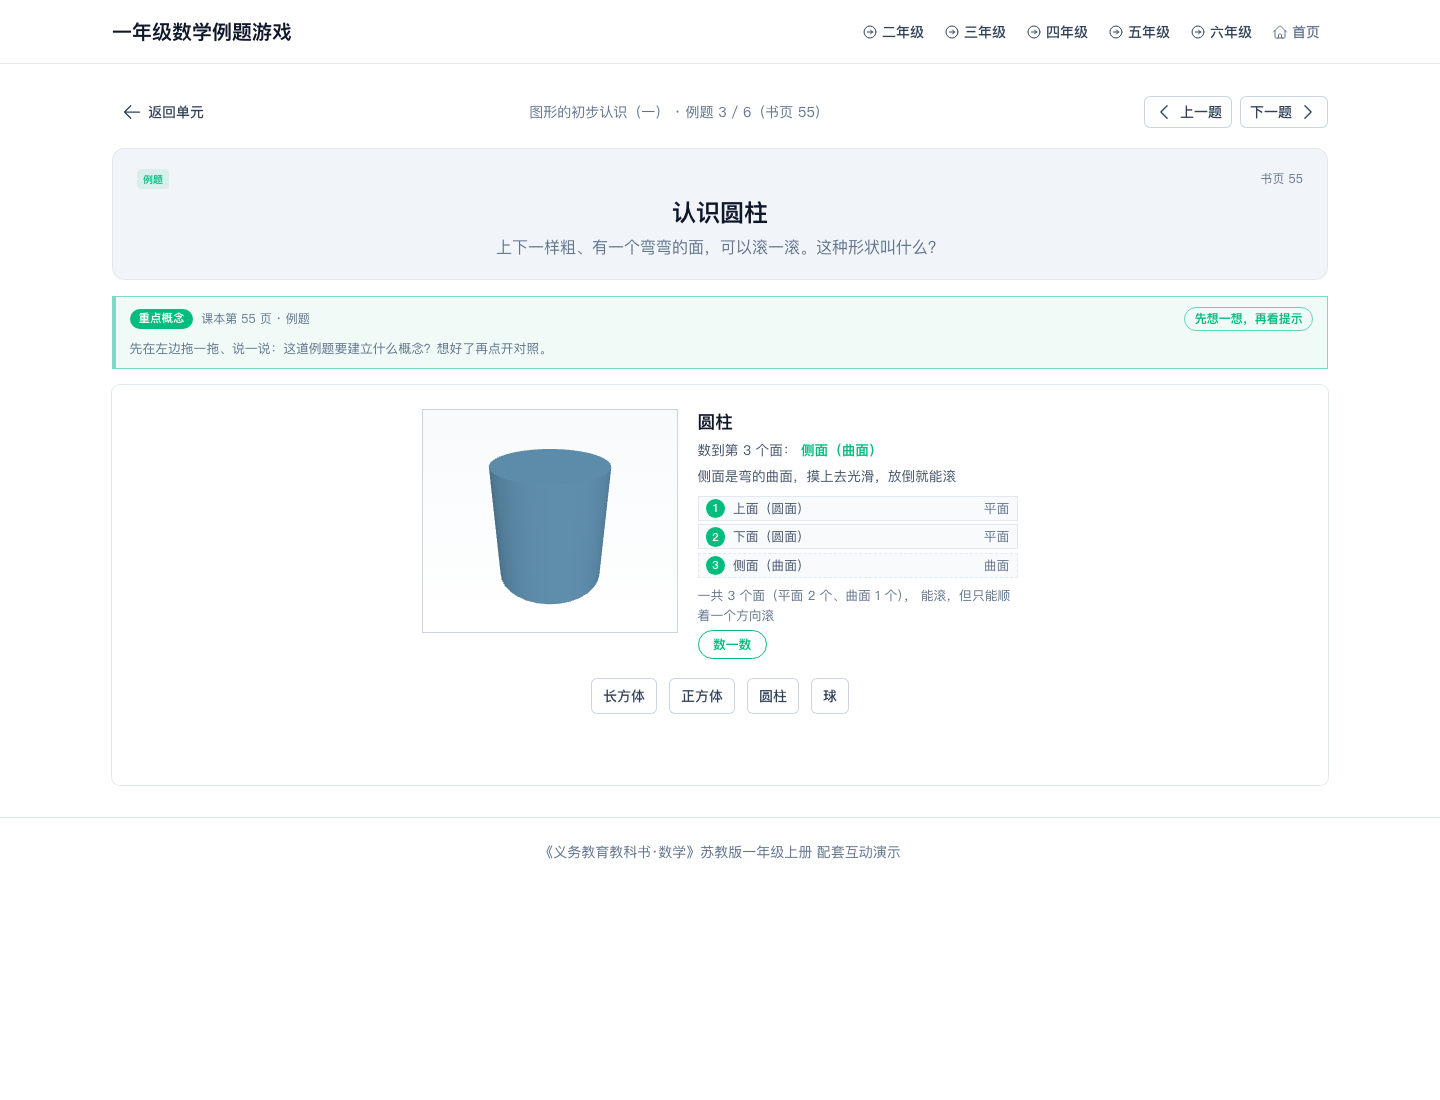 一年级数学例题游戏
二年级 三年级 四年级 五年级 六年级 首页
返回单元
图形的初步认识（一） · 例题 3 / 6（书页 55）
上一题 下一题
例题
书页 55
认识圆柱
上下一样粗、有一个弯弯的面，可以滚一滚。这种形状叫什么？
重点概念 课本第 55 页 · 例题
先想一想，再看提示
先在左边拖一拖、说一说：这道例题要建立什么概念？想好了再点开对照。
圆柱
数到第 3 个面： 侧面（曲面）
侧面是弯的曲面，摸上去光滑，放倒就能滚
1 上面（圆面） 平面
2 下面（圆面） 平面
3 侧面（曲面） 曲面
一共 3 个面（平面 2 个、曲面 1 个）， 能滚，但只能顺
着一个方向滚
数一数
长方体 正方体 圆柱 球
《义务教育教科书·数学》苏教版一年级上册 配套互动演示